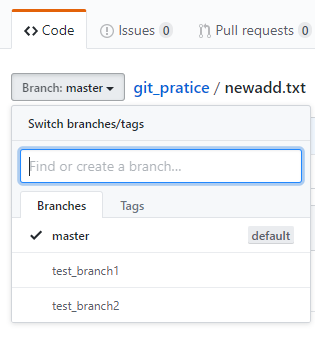 Code Issues 0 Pull requests 0
Branch: master git_pratice / newadd.txt
Switch branches/tags
Find or create a branch...
Branches Tags
master default
test_branch1
test_branch2